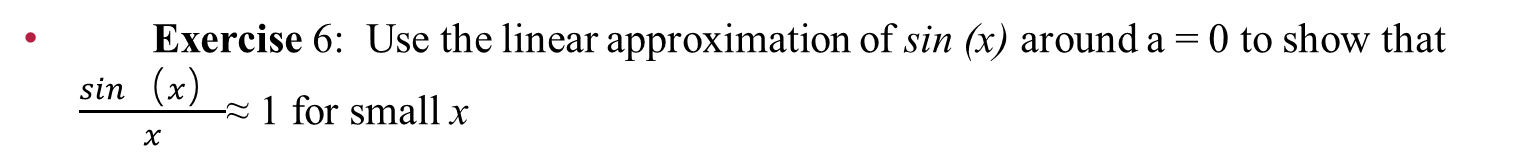 • Exercise 6: Use the linear approximation of sin (x) around a = 0 to show that
sin (x)
x
≈ 1 for small x